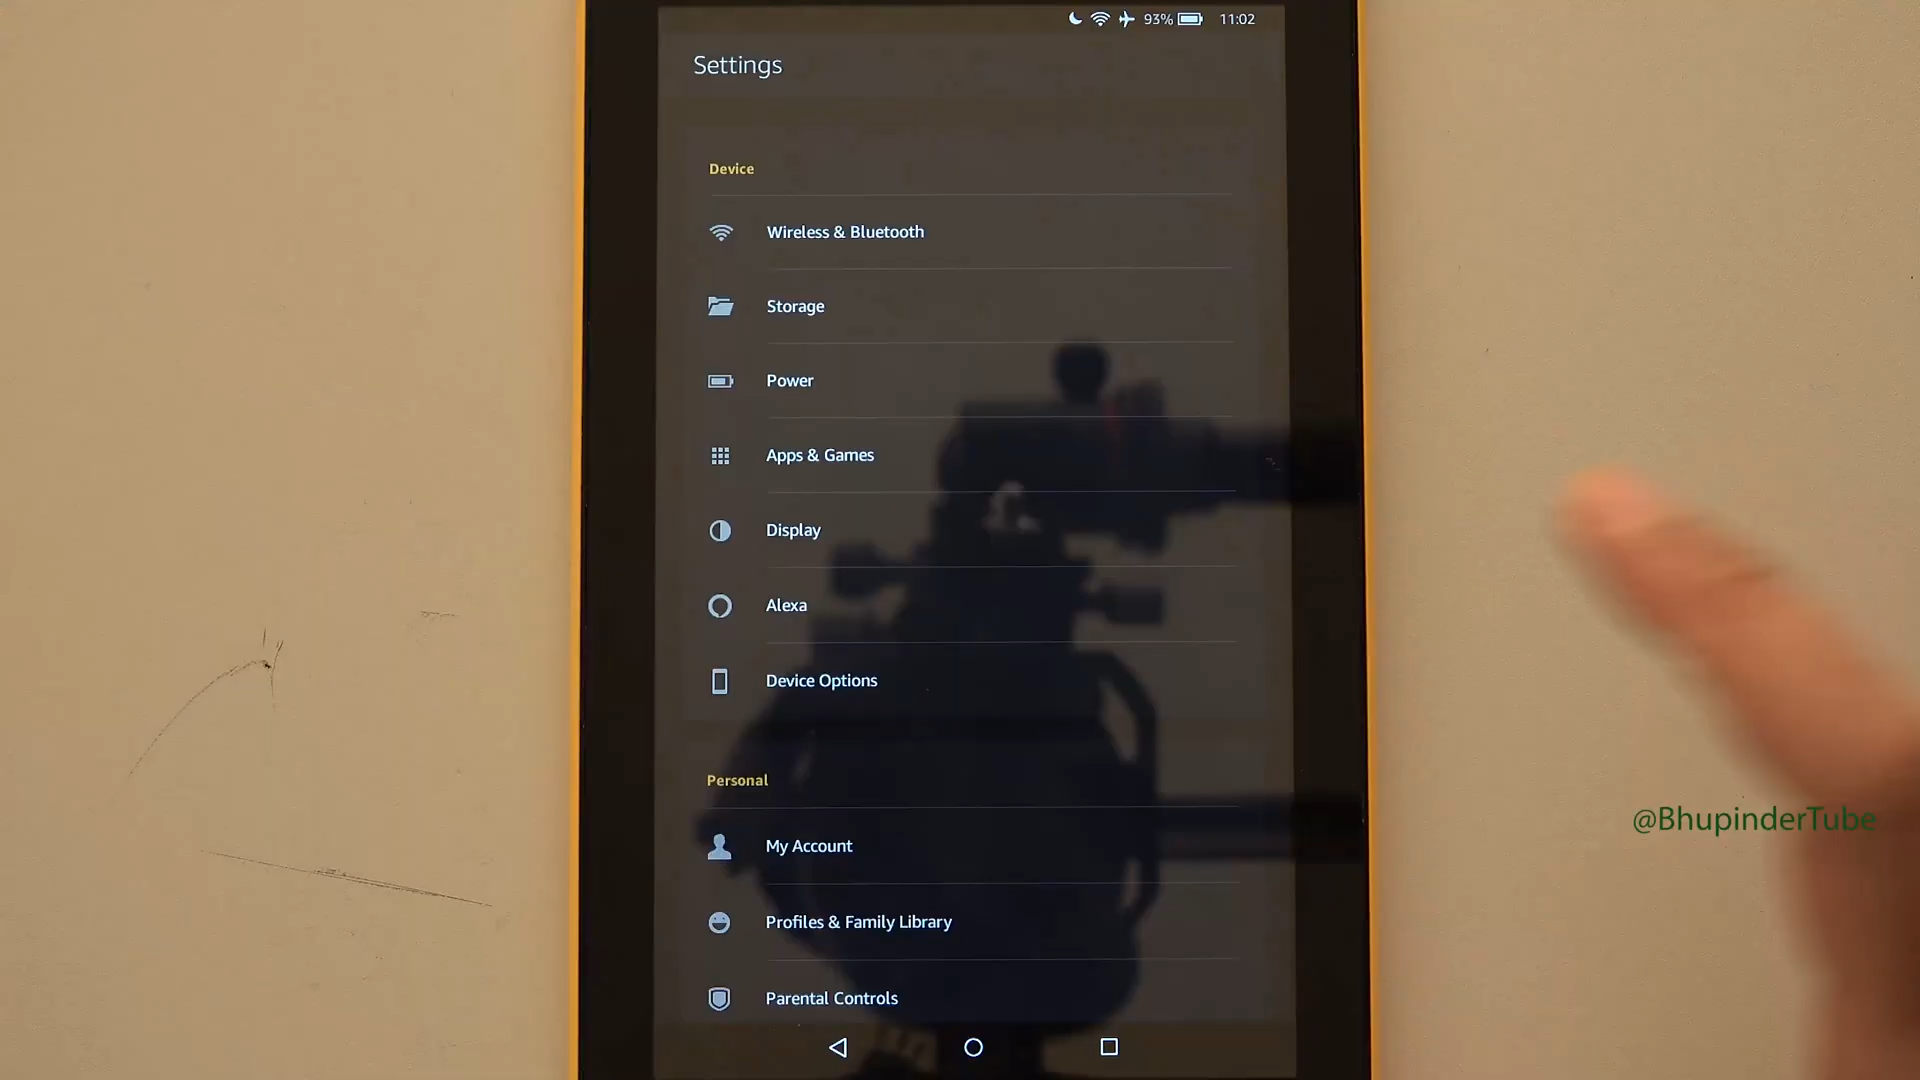 93% 11:02
Settings
Device
Wireless & Bluetooth
Storage
Power
Apps & Games
Display
Alexa
Device Options
Personal
My Account
@BhupinderTube
Profiles & Family Library
Parental Controls